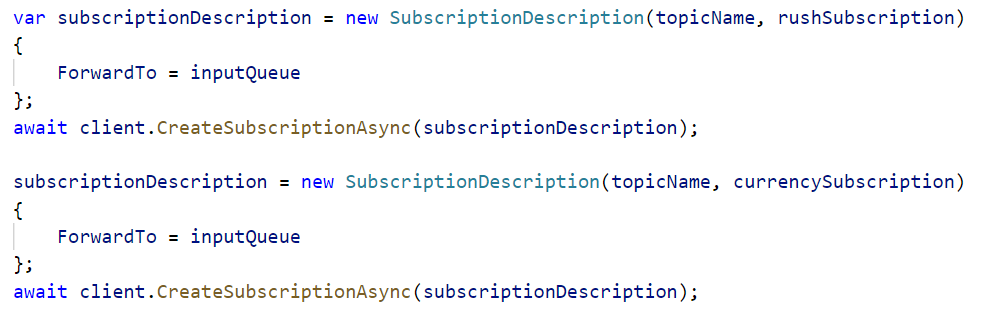 var subscriptionDescription = new SubscriptionDescription(topicName, rushSubscription)
{
    ForwardTo = inputQueue
};
await client.CreateSubscriptionAsync(subscriptionDescription);

subscriptionDescription = new SubscriptionDescription(topicName, currencySubscription)
{
    ForwardTo = inputQueue
};
await client.CreateSubscriptionAsync(subscriptionDescription);